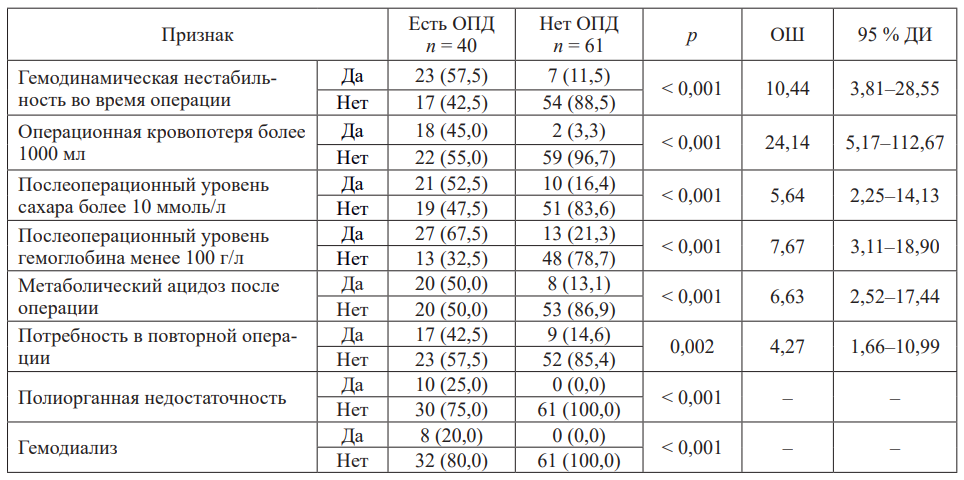 Признак Есть ОПД n = 40 Нет ОПД n = 61 p ОШ 95 % ДИ
Гемодинамическая нестабиль-
ность во время операции
Да 23 (57,5) 7 (11,5) < 0,001 10,44 3,81–28,55
Нет 17 (42,5) 54 (88,5)
Операционная кровопотеря более
1000 мл
Да 18 (45,0) 2 (3,3) < 0,001 24,14 5,17–112,67
Нет 22 (55,0) 59 (96,7)
Послеоперационный уровень
сахара более 10 ммоль/л
Да 21 (52,5) 10 (16,4) < 0,001 5,64 2,25–14,13
Нет 19 (47,5) 51 (83,6)
Послеоперационный уровень
гемоглобина менее 100 г/л
Да 27 (67,5) 13 (21,3) < 0,001 7,67 3,11–18,90
Нет 13 (32,5) 48 (78,7)
Метаболический ацидоз после
операции
Да 20 (50,0) 8 (13,1) < 0,001 6,63 2,52–17,44
Нет 20 (50,0) 53 (86,9)
Потребность в повторной опера-
ции
Да 17 (42,5) 9 (14,6) 0,002 4,27 1,66–10,99
Нет 23 (57,5) 52 (85,4)
Полиорганная недостаточность
Да 10 (25,0) 0 (0,0) < 0,001 – –
Нет 30 (75,0) 61 (100,0)
Гемодиализ
Да 8 (20,0) 0 (0,0) < 0,001 – –
Нет 32 (80,0) 61 (100,0)